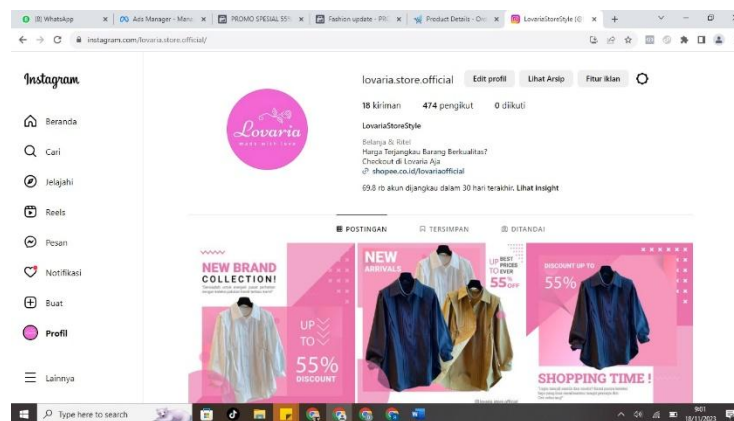 (0) WhatsApp
Ads Manager - Mana
PROMO SPESIAL 55%
Fashion update - PRO
Product Details - On
LovariaStoreStyle (@
instagram.com/lovaria.store.official/
Instagram
Beranda
Cari
Jelajahi
Reels
Pesan
Notifikasi
Buat
Profil
Lainnya
Lovaria
made with love
lovaria.store.official
Edit profil
Lihat Arsip
Fitur iklan
18 kiriman
474 pengikut
0 diikuti
LovariaStoreStyle
Belanja & Ritel
Harga Terjangkau Barang Berkualitas?
Checkout di Lovaria Aja
shopee.co.id/lovariaofficial
69.8 rb akun dijangkau dalam 30 hari terakhir. Lihat insight
POSTINGAN
TERSIMPAN
DITANDAI
NEW BRAND
COLLECTION!
UP
TO
55%
DISCOUNT
NEW
ARRIVALS
UP
TO
55%
OFF
BEST
PRICES
EVER
DISCOUNT UP TO
55%
SHOPPING TIME !
Type here to search
9:01
18/11/2023